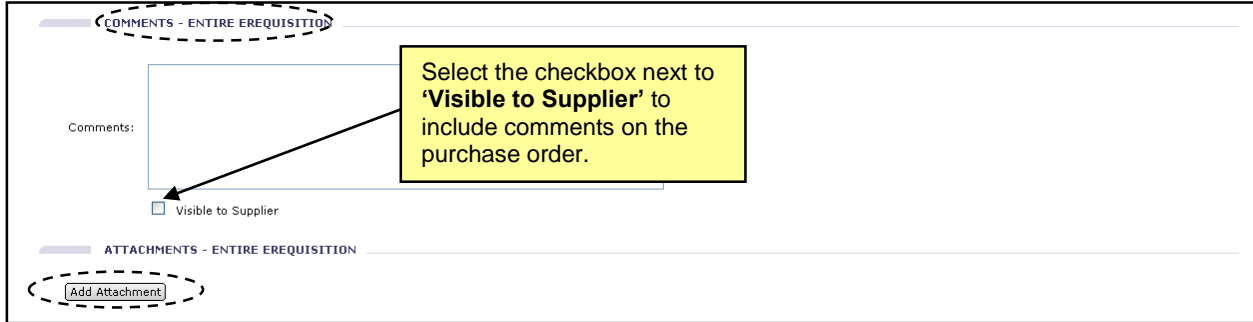 COMMENTS - ENTIRE EREQUISITION
Select the checkbox next to
‘Visible to Supplier’ to
include comments on the
purchase order.
Comments:
Visible to Supplier
ATTACHMENTS - ENTIRE EREQUISITION
Add Attachment